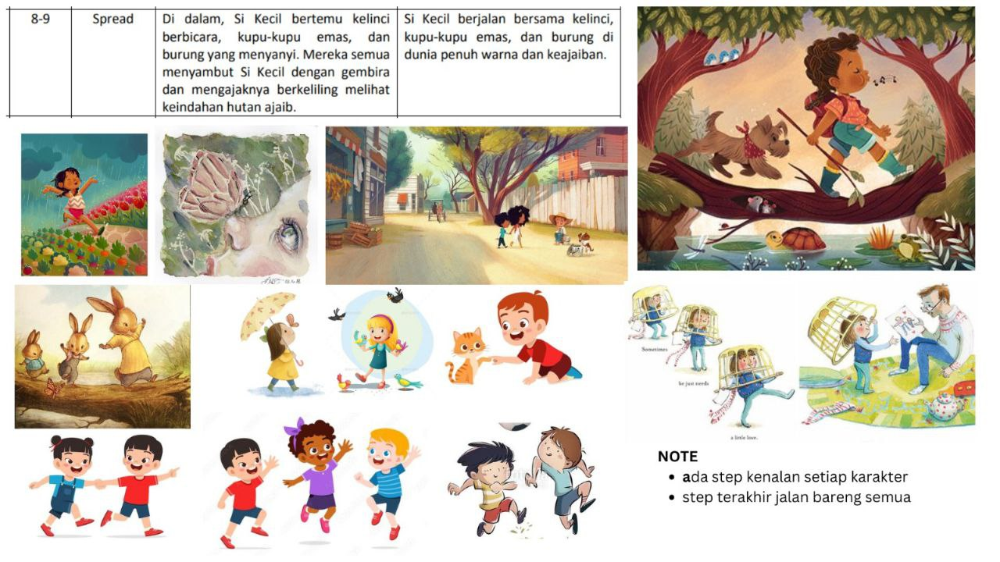 8-9
Spread
Di dalam, Si Kecil bertemu kelinci
berbicara, kupu-kupu emas, dan
burung yang menyanyi. Mereka semua
menyambut Si Kecil dengan gembira
dan mengajaknya berkeliling melihat
keindahan hutan ajaib.
Si Kecil berjalan bersama kelinci,
kupu-kupu emas, dan burung di
dunia penuh warna dan keajaiban.
Sometimes
he just needs
a little love.
NOTE
• ada step kenalan setiap karakter
• step terakhir jalan bareng semua